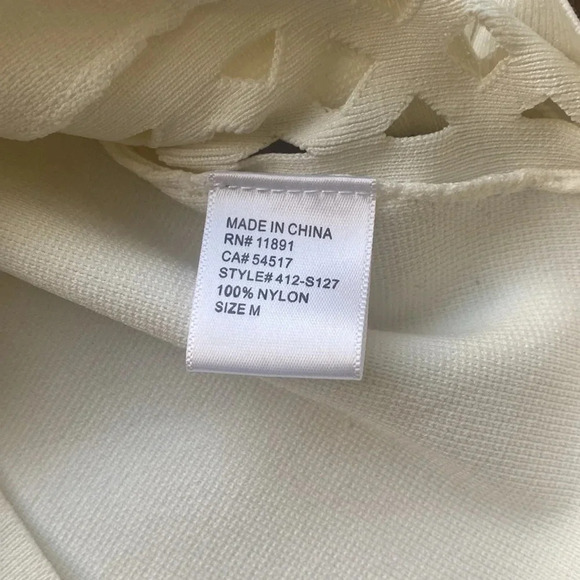 MADE IN CHINA
RN# 11891
CA# 54517
STYLE# 412-S127
100% NYLON
SIZE M